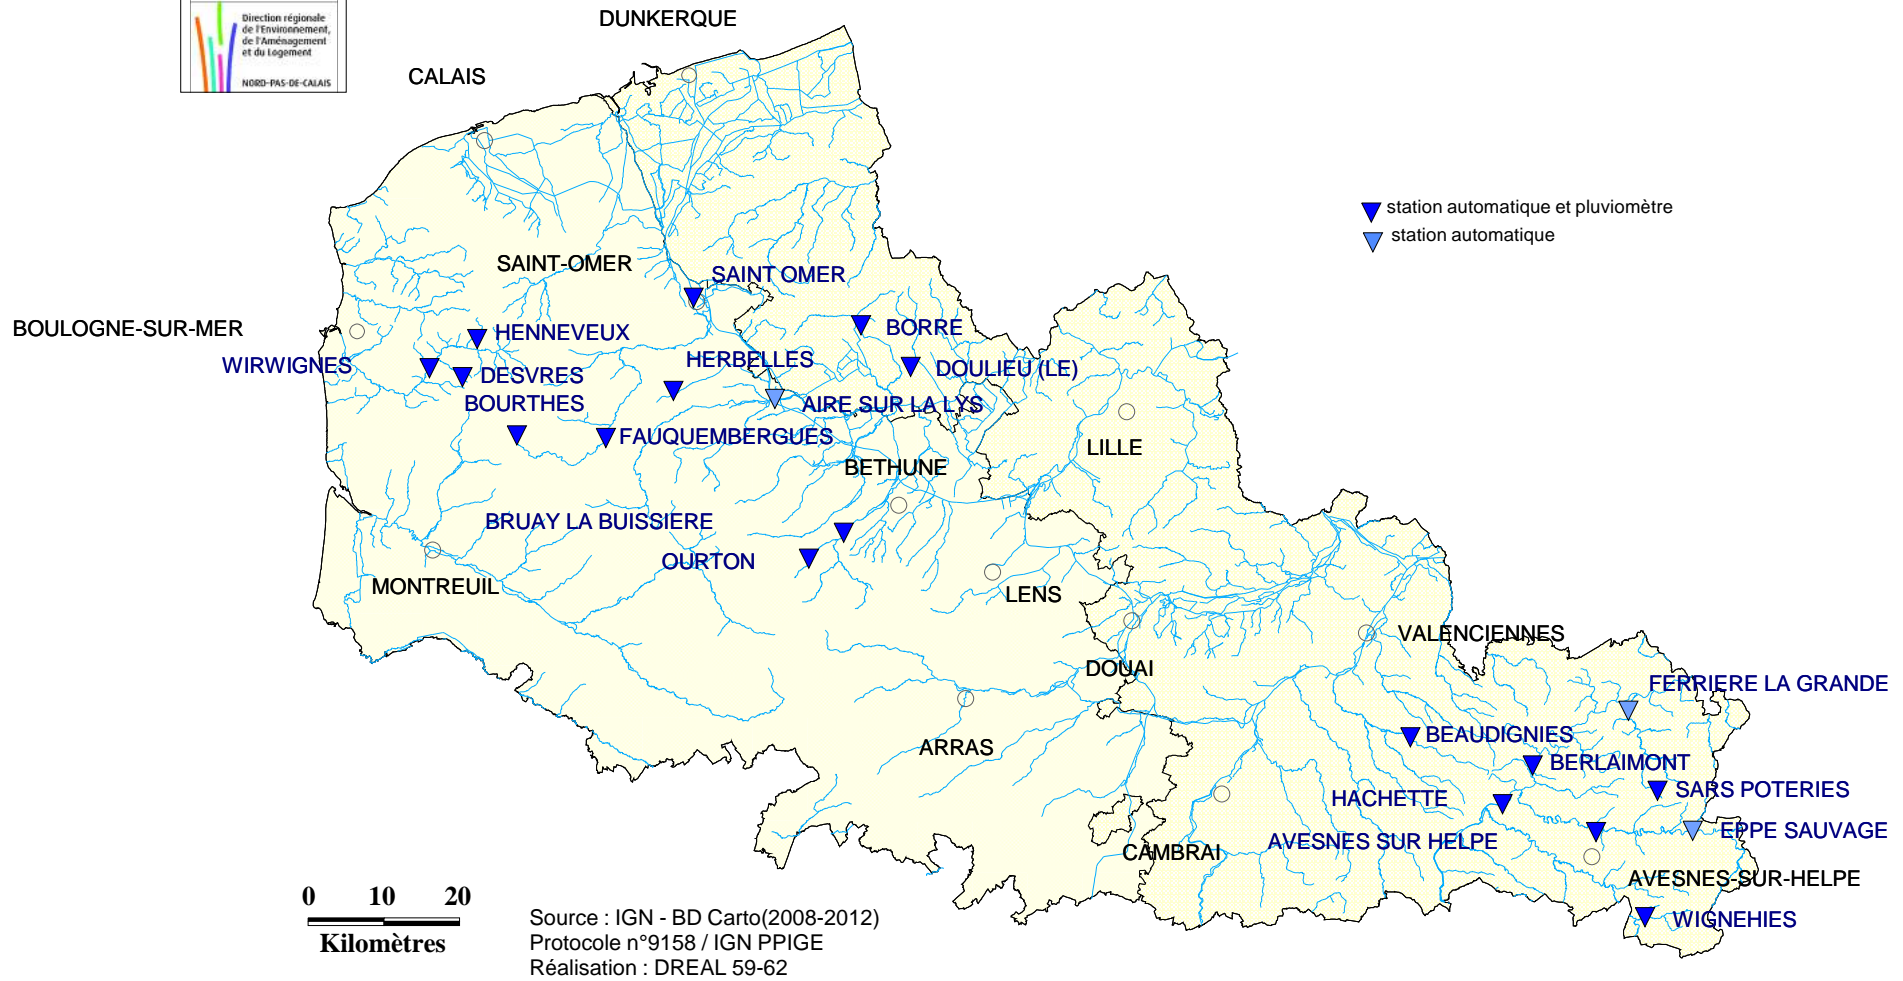 Direction régionale
de l'Environnement,
de l'Aménagement
et du Logement
NORD-PAS-DE-CALAIS
DUNKERQUE
CALAIS
station automatique et pluviomètre
station automatique
SAINT-OMER
SAINT OMER
BOULOGNE-SUR-MER
HENNEVEUX
BORRE
WIRWIGNES
HERBELLES
DOULIEU (LE)
DESVRES
BOURTHES
AIRE SUR LA LYS
FAUQUEMBERGUES
LILLE
BETHUNE
BRUAY LA BUISSIERE
OURTON
MONTREUIL
LENS
VALENCIENNES
DOUAI
FERRIERE LA GRANDE
BEAUDIGNIES
ARRAS
BERLAIMONT
SARS POTERIES
HACHETTE
EPPE SAUVAGE
AVESNES SUR HELPE
CAMBRAI
AVESNES-SUR-HELPE
WIGNEHIES
0 10 20
Kilomètres
Source : IGN - BD Carto(2008-2012)
Protocole n°9158 / IGN PPIGE
Réalisation : DREAL 59-62